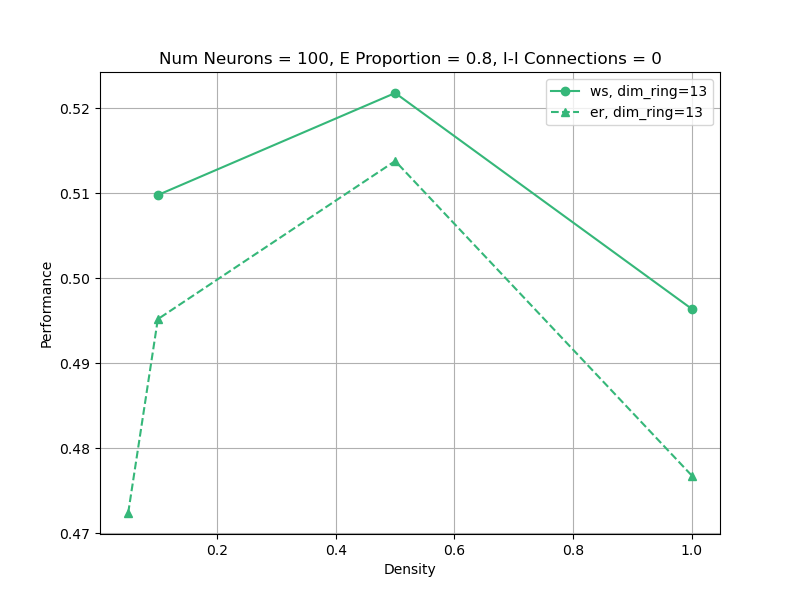 Num Neurons = 100, E Proportion = 0.8, I-I Connections = 0
ws, dim_ring=13
er, dim_ring=13
0.52
0.51
0.50
0.49
0.48
0.47
Performance
0.2 0.4 0.6 0.8 1.0
Density